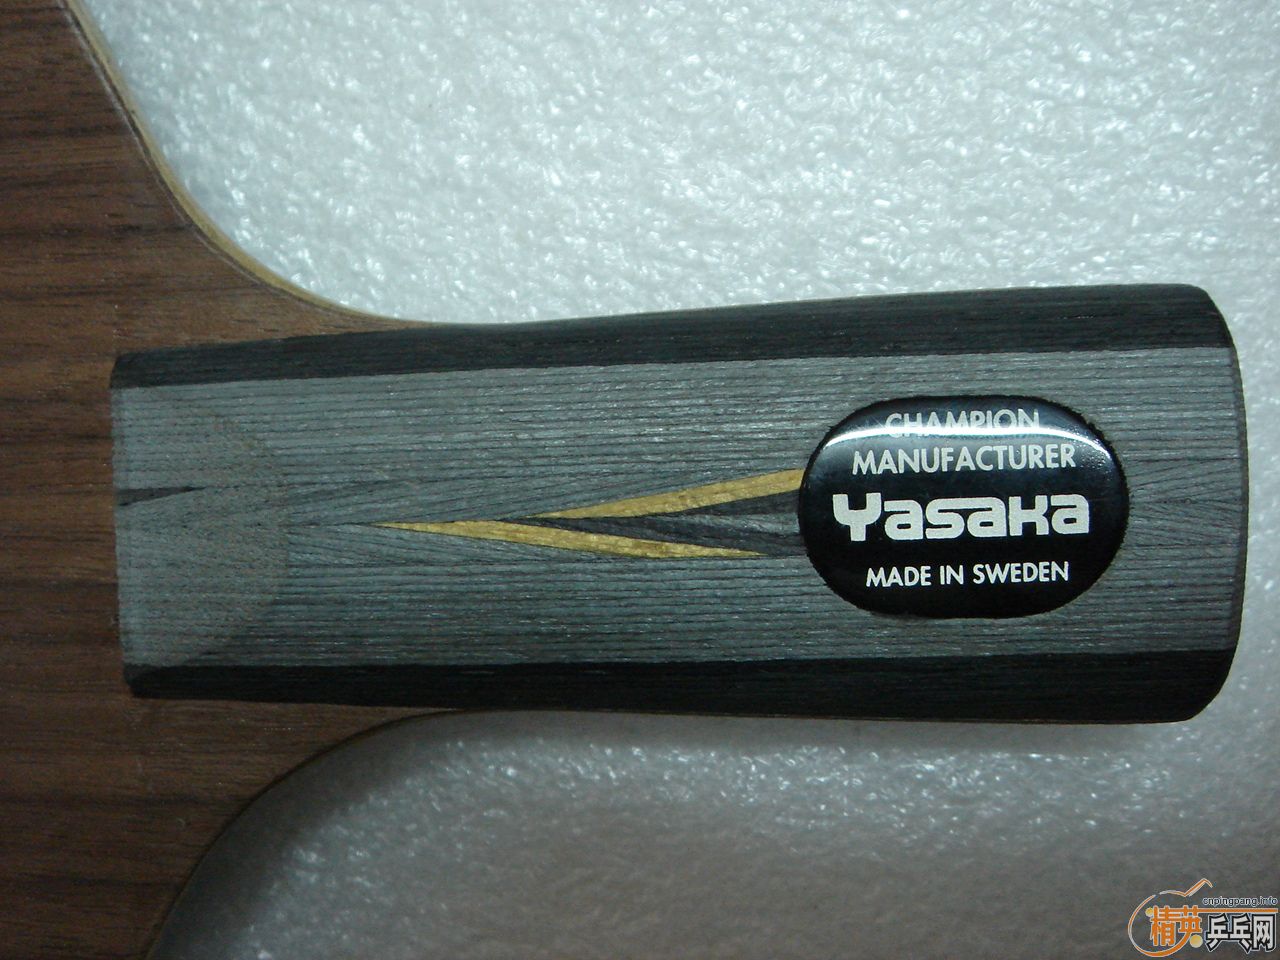 CHAMPION
MANUFACTURER
Yasaka
MADE IN SWEDEN
cnpingpang.info
精英乒乓网